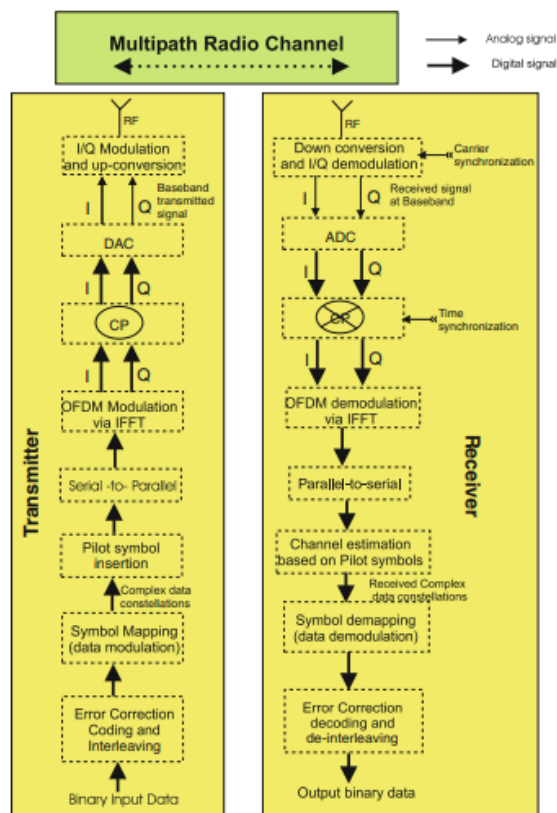 Multipath Radio Channel
Analog signal
Digital signal
Transmitter
RF
I/Q Modulation
and up-conversion
I
Q
Baseband
transmitted
signal
DAC
I
Q
CP
I
Q
OFDM Modulation
via IFFT
Serial -to- Parallel
Pilot symbol
insertion
Complex data
constellations
Symbol Mapping
(data modulation)
Error Correction
Coding and
Interleaving
Binary Input Data
Receiver
RF
Down conversion
and I/Q demodulation
Carrier
synchronization
I
Q
Received signal
at Baseband
ADC
I
Q
CP
Time
synchronization
I
Q
OFDM demodulation
via IFFT
Parallel-to-serial
Channel estimation
based on Pilot symbols
Received Complex
data constellations
Symbol demapping
(data demodulation)
Error Correction
decoding and
de-interleaving
Output binary data